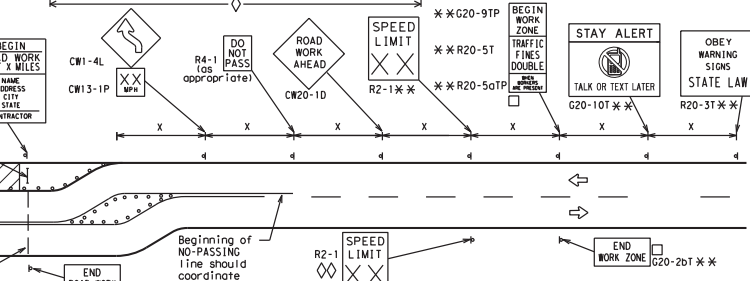 BEGIN
WORK
X MILES
NAME
ADDRESS
CITY
STATE
CONTRACTOR
CW1-4L
CW13-1P
XX
MPH
R4-1
(as
appropriate)
DO
NOT
PASS
ROAD
WORK
AHEAD
CW20-1D
SPEED
LIMIT
XX
R2-1**
**G20-9TP
**R20-5T
**R20-5aTP
BEGIN
WORK
ZONE
TRAFFIC
FINES
DOUBLE
WHEN
WORKERS
ARE PRESENT
STAY ALERT
TALK OR TEXT LATER
G20-10T**
OBEY
WARNING
SIGNS
STATE LAW
R20-3T**
X X X X X X X
Beginning of
NO-PASSING
line should
coordinate
R2-1
SPEED
LIMIT
XX
END
WORK ZONE
G20-2bT**
END